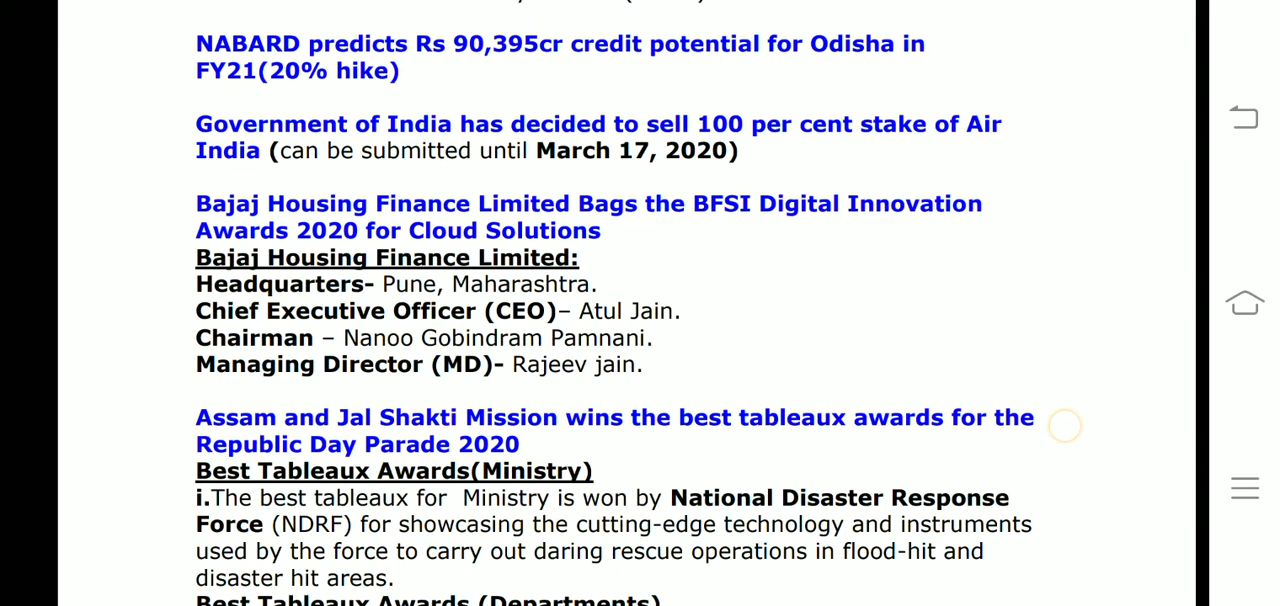 NABARD predicts Rs 90,395cr credit potential for Odisha in
FY21(20% hike)
Government of India has decided to sell 100 per cent stake of Air
India (can be submitted until March 17, 2020)
Bajaj Housing Finance Limited Bags the BFSI Digital Innovation
Awards 2020 for Cloud Solutions
Bajaj Housing Finance Limited:
Headquarters- Pune, Maharashtra.
Chief Executive Officer (CEO)– Atul Jain.
Chairman – Nanoo Gobindram Pamnani.
Managing Director (MD)- Rajeev jain.
Assam and Jal Shakti Mission wins the best tableaux awards for the
Republic Day Parade 2020
Best Tableaux Awards(Ministry)
i.The best tableaux for  Ministry is won by National Disaster Response
Force (NDRF) for showcasing the cutting-edge technology and instruments
used by the force to carry out daring rescue operations in flood-hit and
disaster hit areas.
Best Tableaux Awards (Departments)